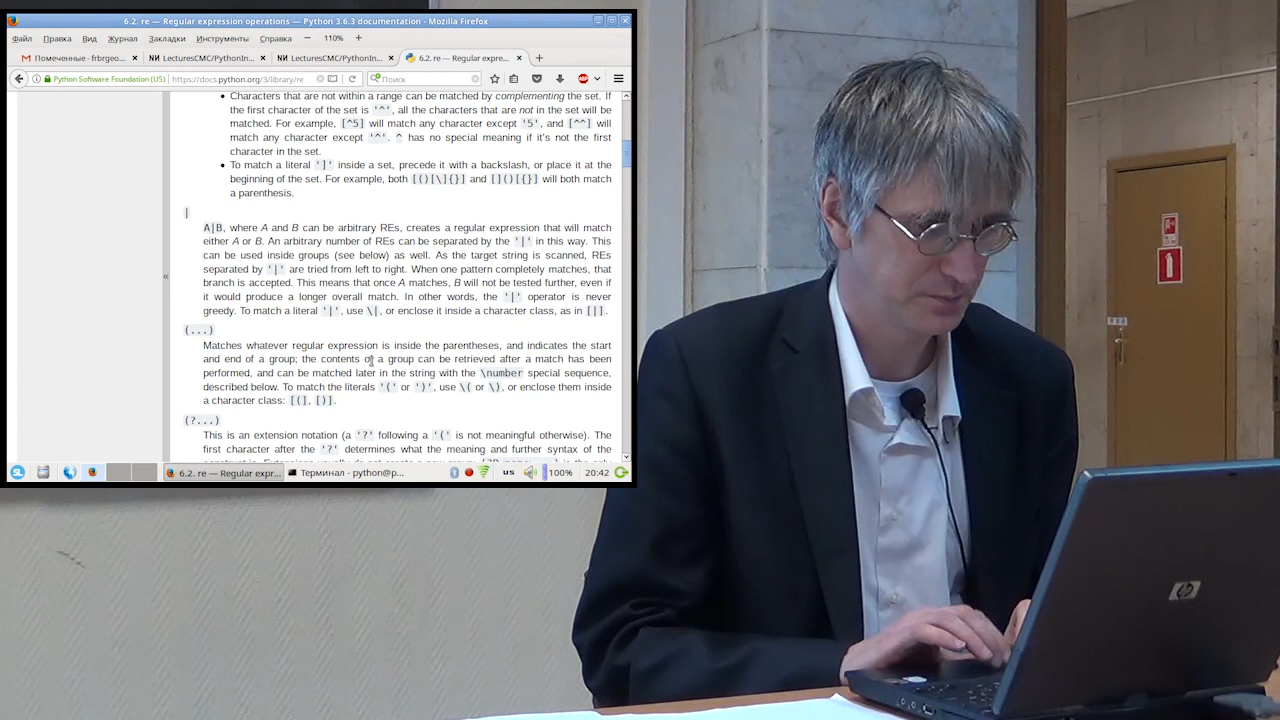 6.2. re — Regular expression operations — Python 3.6.3 documentation - Mozilla Firefox
Файл Правка Вид Журнал Закладки Инструменты Справка − 110% +
Помеченные - frbrgeo... LecturesCMC/PythonIn... LecturesCMC/PythonIn... 6.2. re — Regular expre...
Python Software Foundation (US) https://docs.python.org/3/library/re Поиск
• Characters that are not within a range can be matched by complementing the set. If
the first character of the set is '^', all the characters that are not in the set will be
matched. For example, [^5] will match any character except '5', and [^^] will
match any character except '^'. ^ has no special meaning if it's not the first
character in the set.
• To match a literal ']' inside a set, precede it with a backslash, or place it at the
beginning of the set. For example, both [()[\]{}] and []()[{}] will both match
a parenthesis.
|
A|B, where A and B can be arbitrary REs, creates a regular expression that will match
either A or B. An arbitrary number of REs can be separated by the '|' in this way. This
can be used inside groups (see below) as well. As the target string is scanned, REs
separated by '|' are tried from left to right. When one pattern completely matches, that
branch is accepted. This means that once A matches, B will not be tested further, even if
it would produce a longer overall match. In other words, the '|' operator is never
greedy. To match a literal '|', use \|, or enclose it inside a character class, as in [|].
(...)
Matches whatever regular expression is inside the parentheses, and indicates the start
and end of a group; the contents of a group can be retrieved after a match has been
performed, and can be matched later in the string with the \number special sequence,
described below. To match the literals '(' or ')', use \( or \), or enclose them inside
a character class: [(], [)].
(?...)
This is an extension notation (a '?' following a '(' is not meaningful otherwise). The
first character after the '?' determines what the meaning and further syntax of the
6.2. re — Regular expr... Терминал - python@p... us 100% 20:42
hp